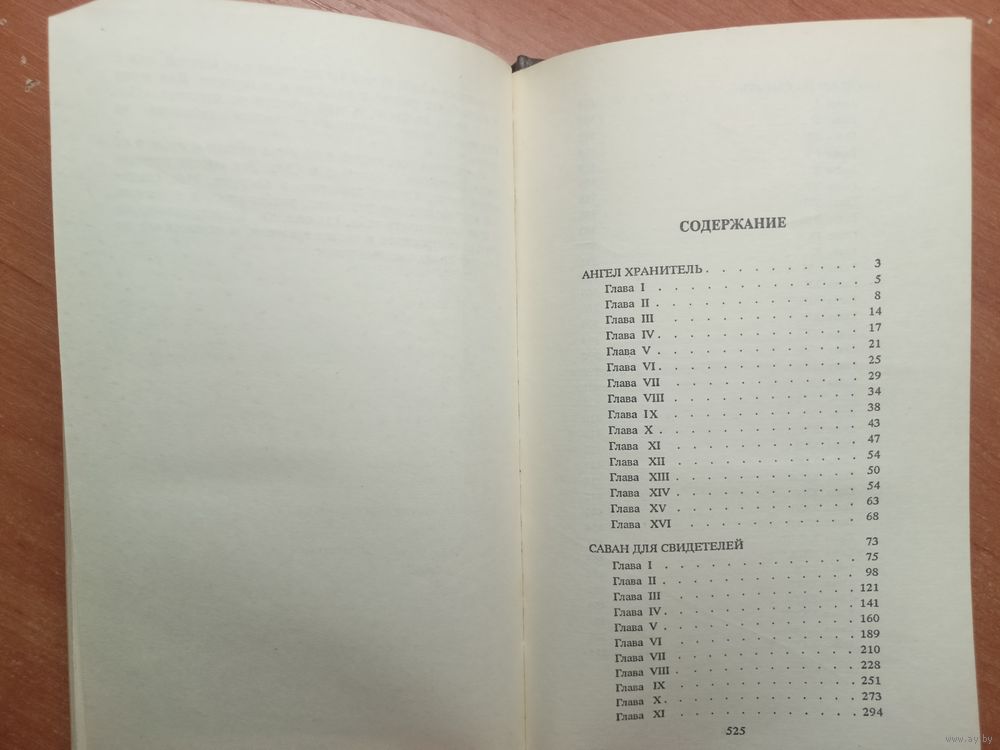 СОДЕРЖАНИЕ
АНГЕЛ ХРАНИТЕЛЬ . . . . . . . . . . 3
Глава I . . . . . . . . . . . . 5
Глава II . . . . . . . . . . . . 8
Глава III . . . . . . . . . . . 14
Глава IV . . . . . . . . . . . . 17
Глава V . . . . . . . . . . . . 21
Глава VI . . . . . . . . . . . . 25
Глава VII . . . . . . . . . . . 29
Глава VIII . . . . . . . . . . . 34
Глава IX . . . . . . . . . . . 38
Глава X . . . . . . . . . . . . 43
Глава XI . . . . . . . . . . . 47
Глава XII . . . . . . . . . . . 54
Глава XIII . . . . . . . . . . . 50
Глава XIV . . . . . . . . . . . 54
Глава XV . . . . . . . . . . . 63
Глава XVI . . . . . . . . . . 68
САВАН ДЛЯ СВИДЕТЕЛЕЙ 73
Глава I . . . . . . . . . . . . 75
Глава II . . . . . . . . . . . . 98
Глава III . . . . . . . . . . . 121
Глава IV . . . . . . . . . . . . 141
Глава V . . . . . . . . . . . . 160
Глава VI . . . . . . . . . . . 189
Глава VII . . . . . . . . . . . 210
Глава VIII . . . . . . . . . . . 228
Глава IX . . . . . . . . . . . 251
Глава X . . . . . . . . . . . . 273
Глава XI . . . . . . . . . . . 294
525
www.ay.by